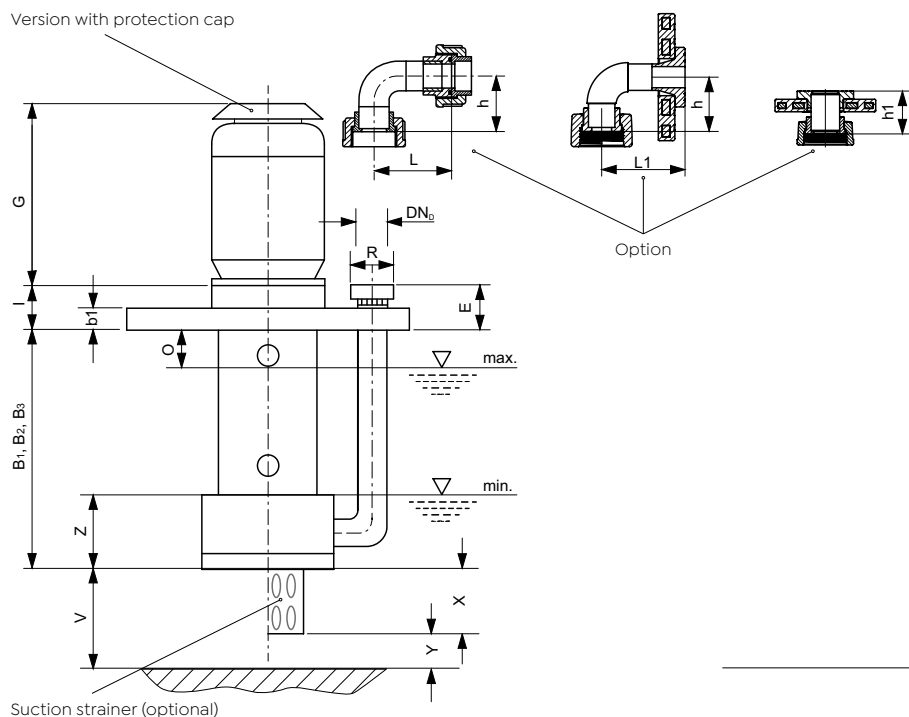 Version with protection cap
h
L
h
L1
h1
Option
G
DN_D
R
I
b1
E
O
max.
B1, B2, B3
min.
Z
X
V
Y
Suction strainer (optional)